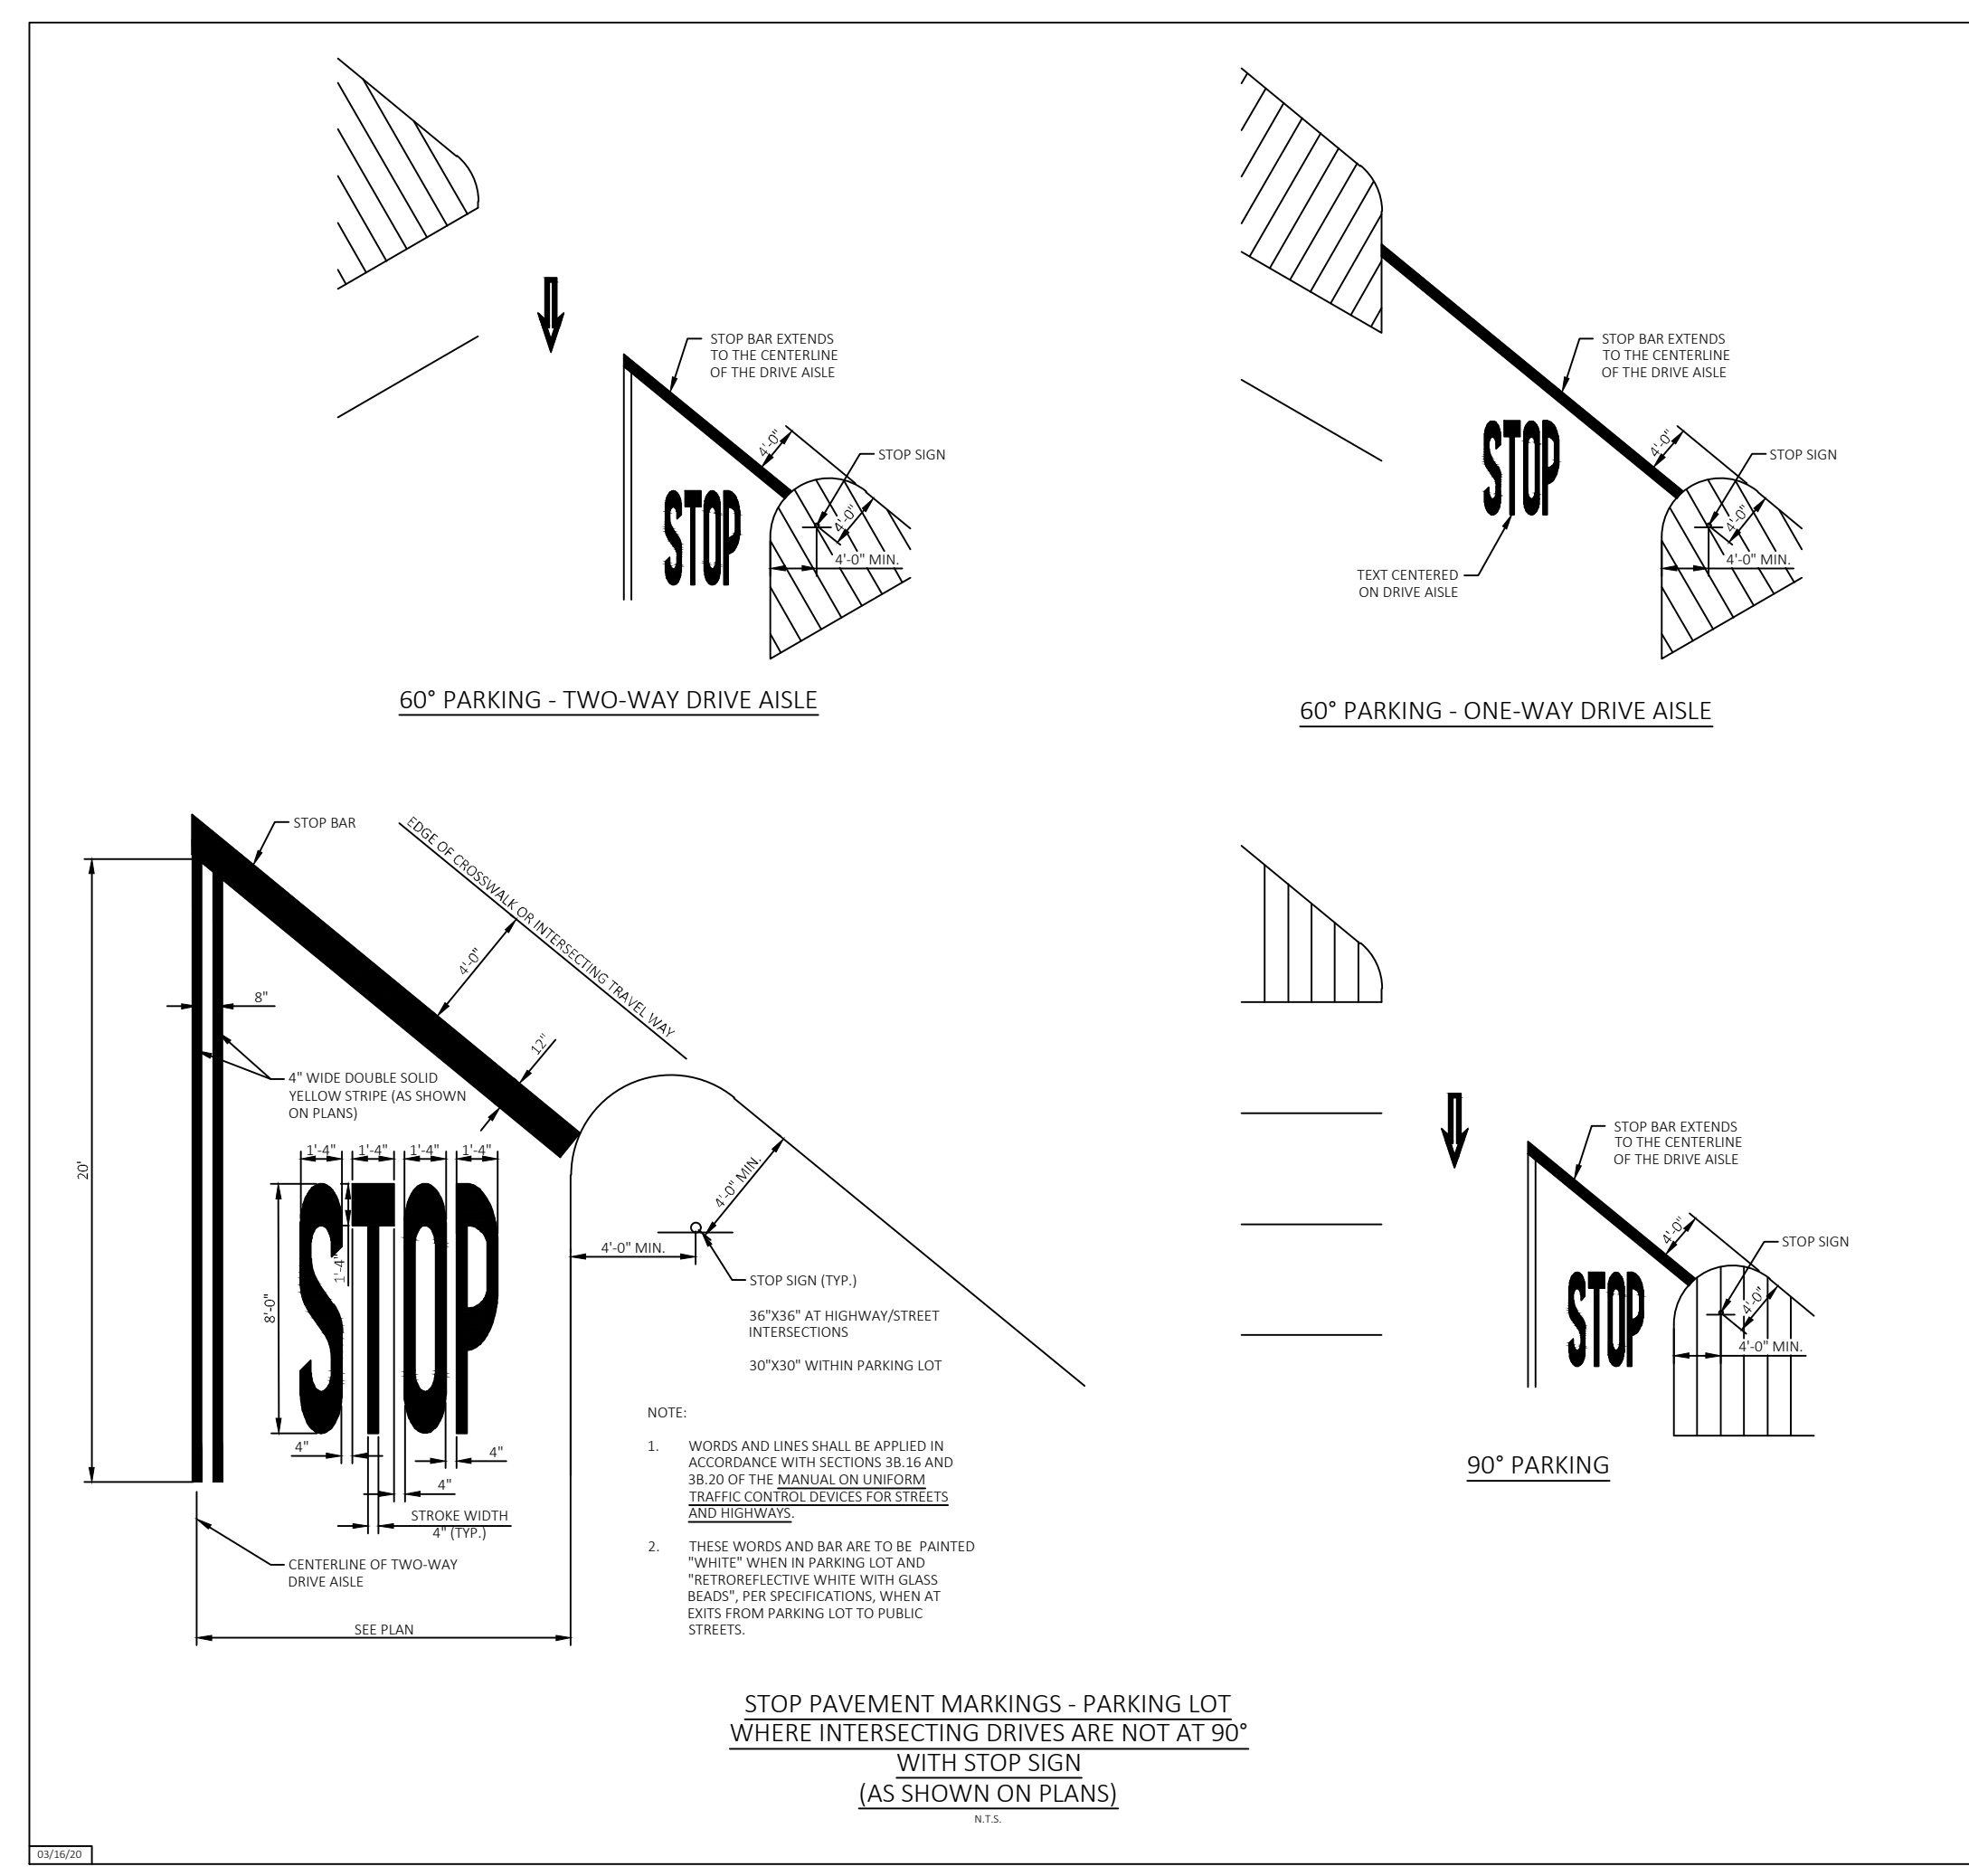 STOP BAR EXTENDS
TO THE CENTERLINE
OF THE DRIVE AISLE
4'-0"
STOP SIGN
STOP
4'-0"
4'-0" MIN.
60° PARKING - TWO-WAY DRIVE AISLE
STOP BAR EXTENDS
TO THE CENTERLINE
OF THE DRIVE AISLE
4'-0"
STOP SIGN
STOP
4'-0"
4'-0" MIN.
TEXT CENTERED
ON DRIVE AISLE
60° PARKING - ONE-WAY DRIVE AISLE
STOP BAR
EDGE OF CROSSWALK OR INTERSECTING TRAVEL WAY
4'-0"
8"
12"
4" WIDE DOUBLE SOLID
YELLOW STRIPE (AS SHOWN
ON PLANS)
20'
1'-4" 1'-4" 1'-4" 1'-4"
1'-4"
8'-0"
STOP
4'-0" MIN.
4'-0" MIN.
STOP SIGN (TYP.)
36"X36" AT HIGHWAY/STREET
INTERSECTIONS
30"X30" WITHIN PARKING LOT
4"
4"
4"
STROKE WIDTH
4" (TYP.)
CENTERLINE OF TWO-WAY
DRIVE AISLE
SEE PLAN
NOTE:
1. WORDS AND LINES SHALL BE APPLIED IN
ACCORDANCE WITH SECTIONS 3B.16 AND
3B.20 OF THE MANUAL ON UNIFORM
TRAFFIC CONTROL DEVICES FOR STREETS
AND HIGHWAYS.
2. THESE WORDS AND BAR ARE TO BE PAINTED
"WHITE" WHEN IN PARKING LOT AND
"RETROREFLECTIVE WHITE WITH GLASS
BEADS", PER SPECIFICATIONS, WHEN AT
EXITS FROM PARKING LOT TO PUBLIC
STREETS.
STOP BAR EXTENDS
TO THE CENTERLINE
OF THE DRIVE AISLE
4'-0"
STOP SIGN
STOP
4'-0"
4'-0" MIN.
90° PARKING
STOP PAVEMENT MARKINGS - PARKING LOT
WHERE INTERSECTING DRIVES ARE NOT AT 90°
WITH STOP SIGN
(AS SHOWN ON PLANS)
N.T.S.
03/16/20